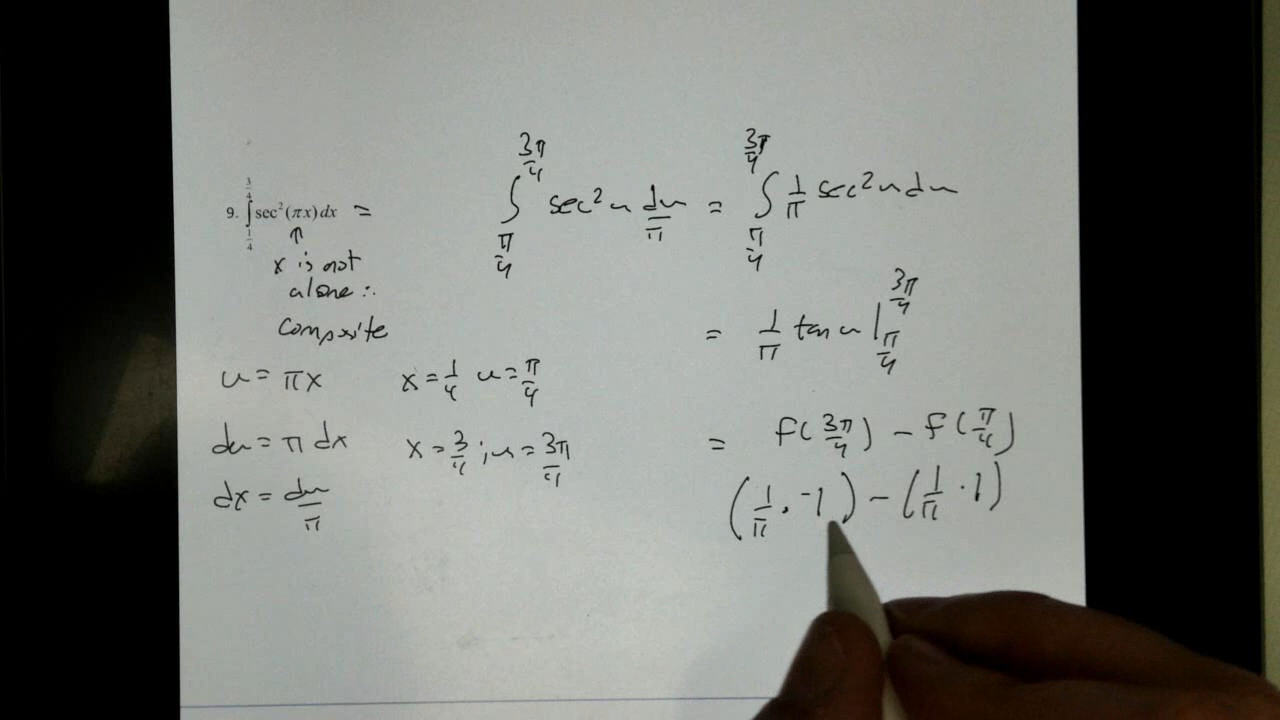 9. ∫_{1/4}^{3/4} sec²(πx) dx = ∫_{π/4}^{3π/4} sec²u du/π = ∫_{π/4}^{3π/4} 1/π sec²u du
↑
x is not
alone ∴
composite
= 1/π tan u |_{π/4}^{3π/4}
u = πx x = 1/4 u = π/4
du = π dx x = 3/4 ; u = 3π/4
dx = du/π
= f(3π/4) - f(π/4)
(1/π · -1) - (1/π · 1)